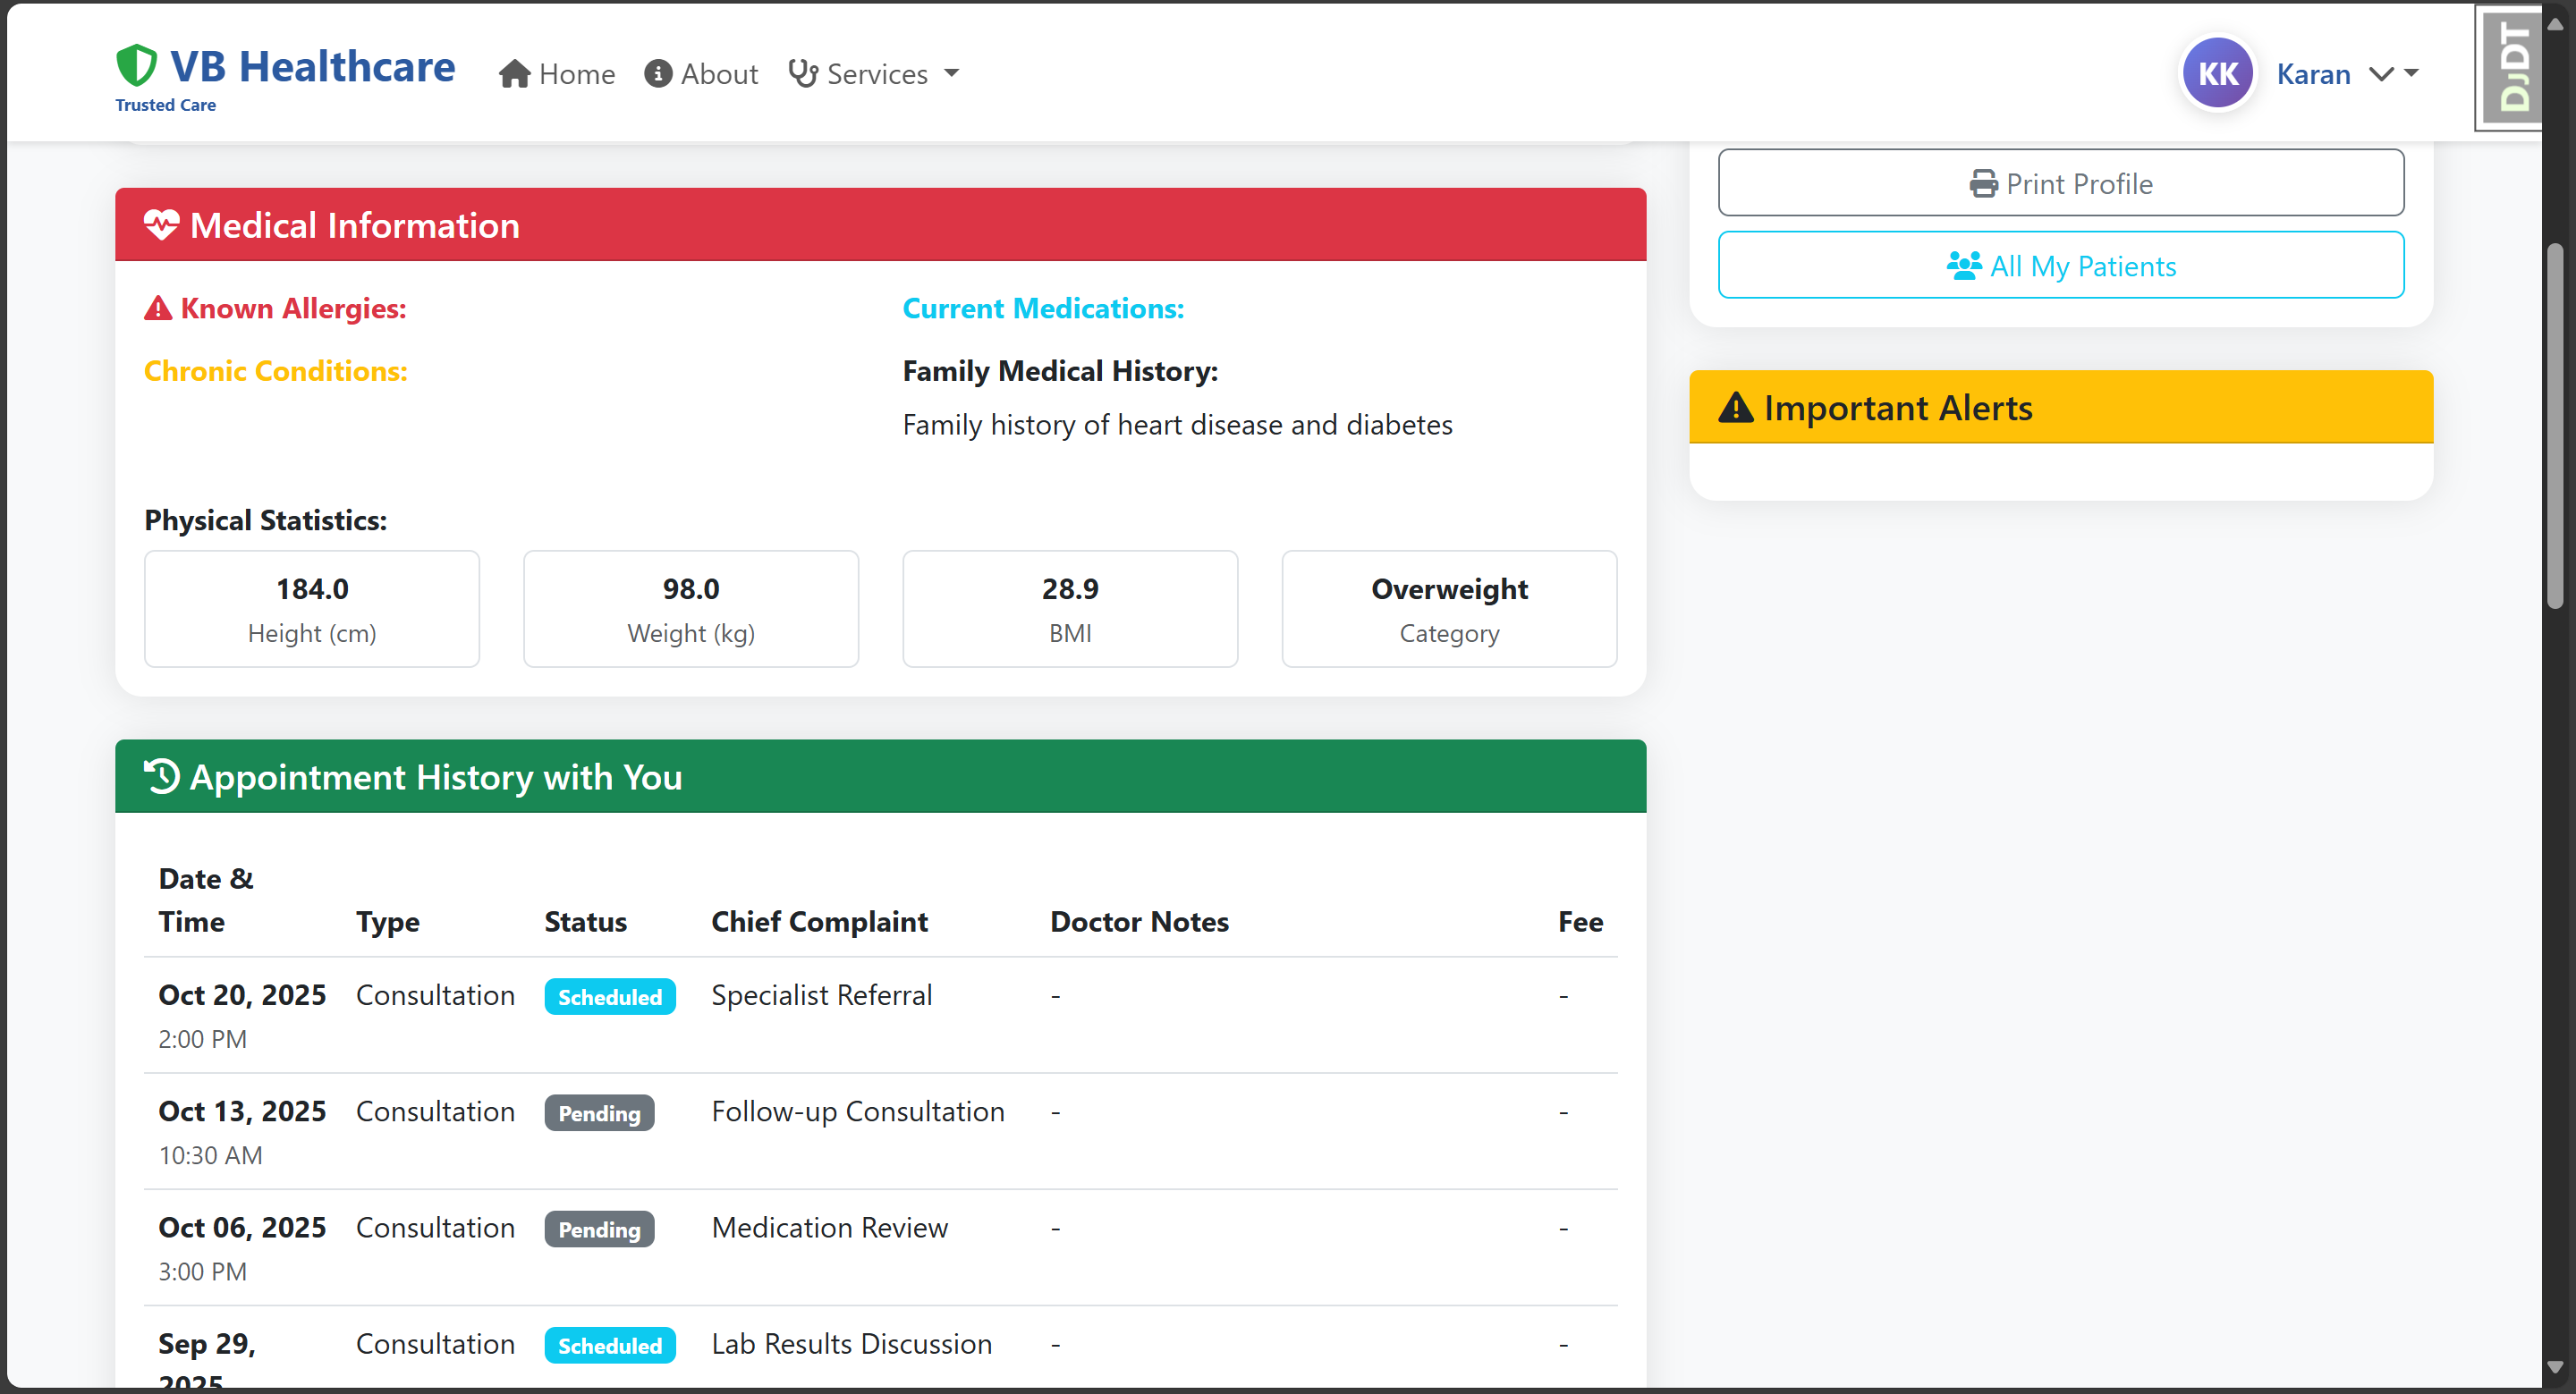 VB Healthcare
Trusted Care
Home
About
Services
KK
Karan
DJDT
Print Profile
All My Patients
Medical Information
Known Allergies:
Current Medications:
Chronic Conditions:
Family Medical History:
Family history of heart disease and diabetes
Important Alerts
Physical Statistics:
184.0
Height (cm)
98.0
Weight (kg)
28.9
BMI
Overweight
Category
Appointment History with You
Date &
Time Type Status Chief Complaint Doctor Notes Fee
Oct 20, 2025 Consultation Scheduled Specialist Referral - -
2:00 PM
Oct 13, 2025 Consultation Pending Follow-up Consultation - -
10:30 AM
Oct 06, 2025 Consultation Pending Medication Review - -
3:00 PM
Sep 29, Consultation Scheduled Lab Results Discussion - -
2025